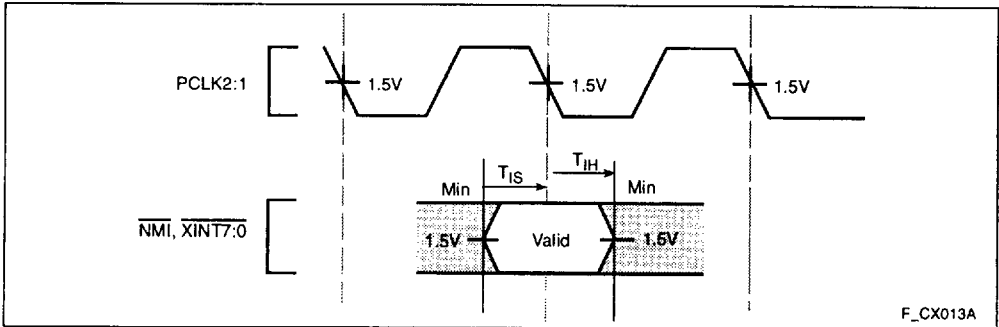 PCLK2:1
1.5V 1.5V 1.5V
T_IS T_IH
Min Min
NMI, XINT7:0
1.5V Valid 1.5V
F_CX013A